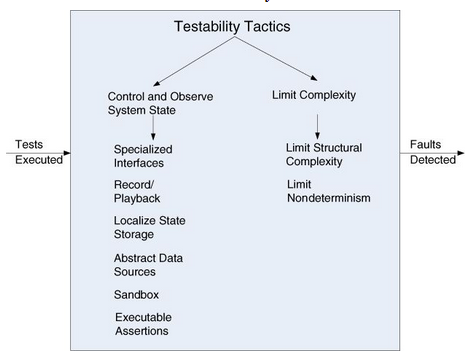 Testability Tactics
Control and Observe
System State
Limit Complexity
Tests
Executed
Specialized
Interfaces
Record/
Playback
Localize State
Storage
Abstract Data
Sources
Sandbox
Executable
Assertions
Limit Structural
Complexity
Limit
Nondeterminism
Faults
Detected